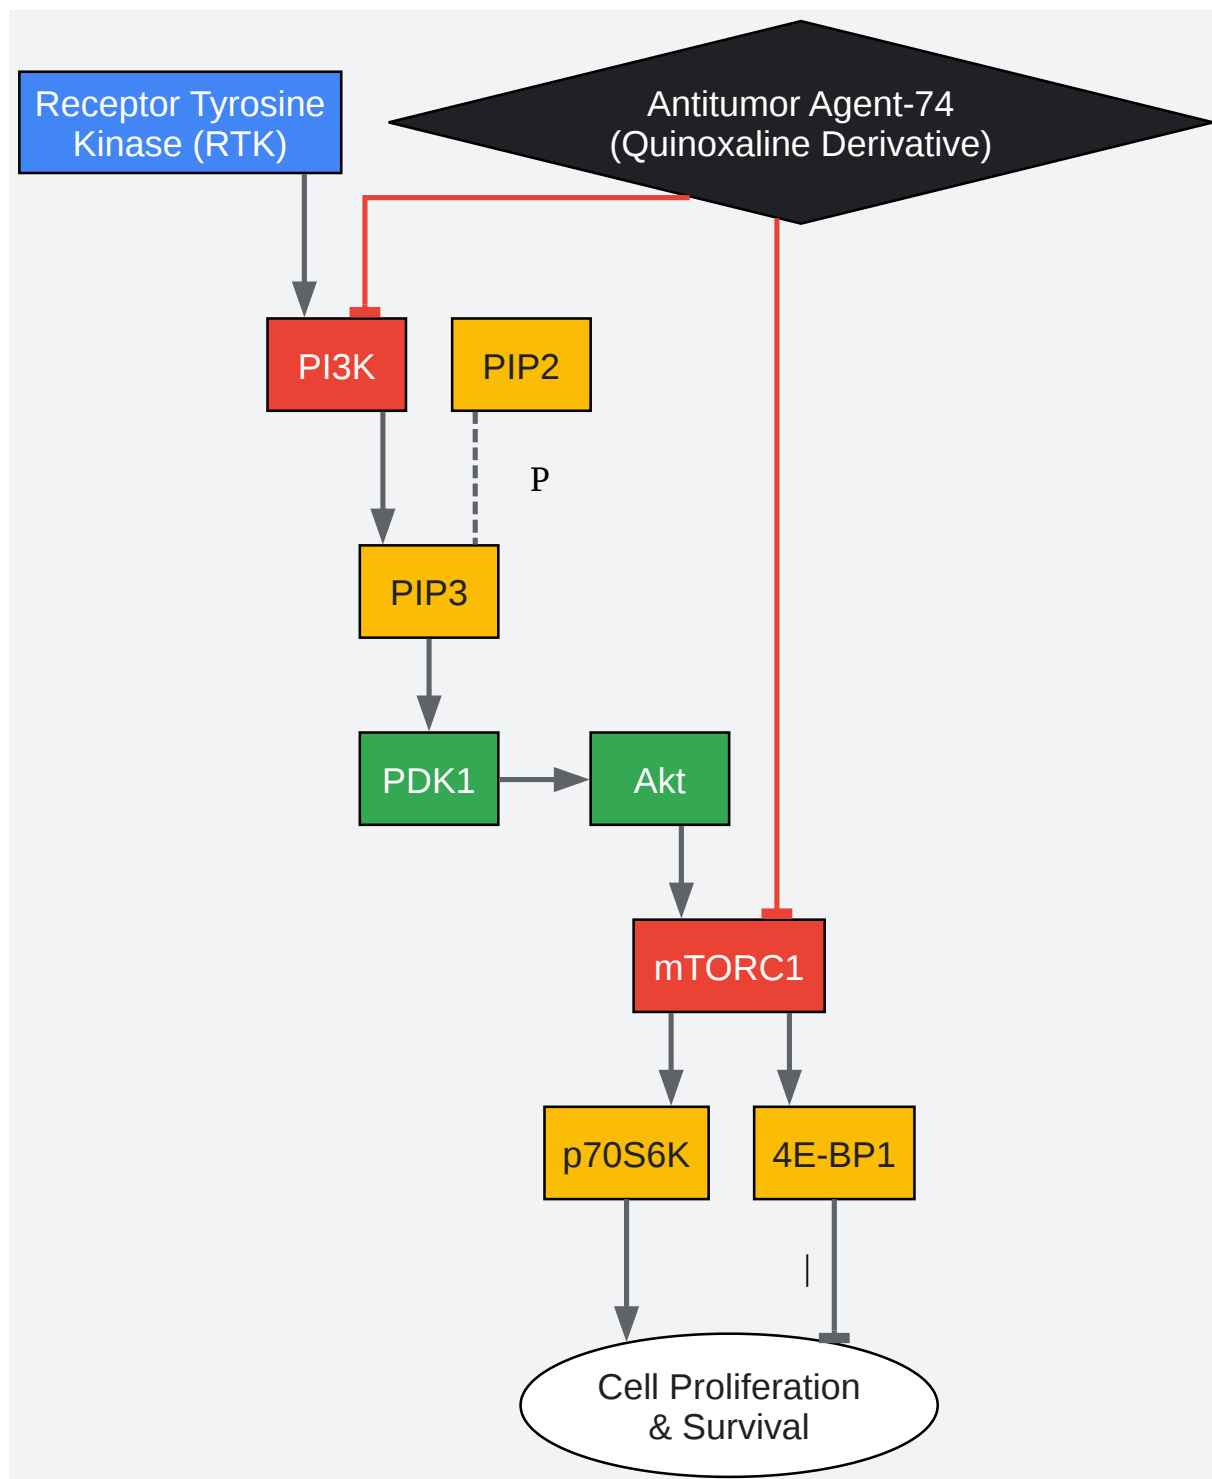 Receptor Tyrosine
Kinase (RTK)
Antitumor Agent-74
(Quinoxaline Derivative)
PI3K
PIP2
P
PIP3
PDK1
Akt
mTORC1
p70S6K
4E-BP1
|
Cell Proliferation
& Survival